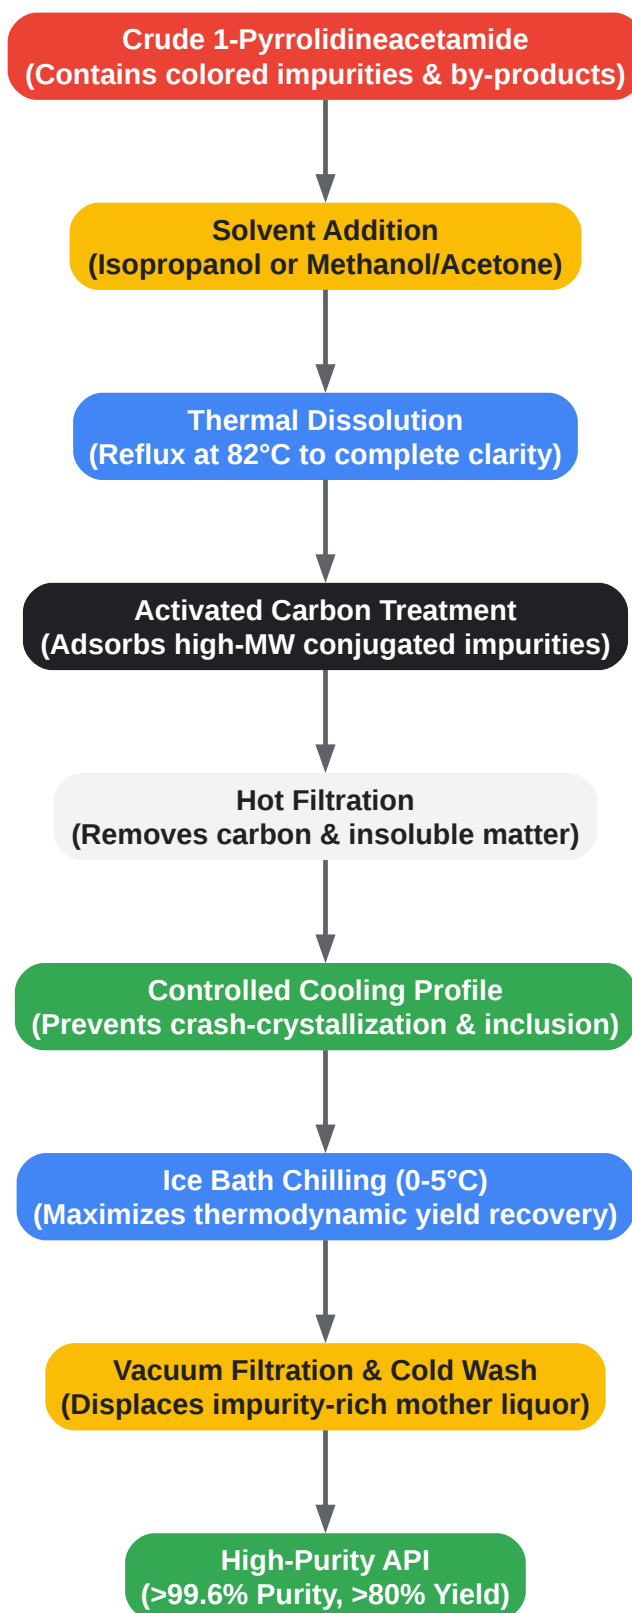 Crude 1-Pyrrolidineacetamide
(Contains colored impurities & by-products)
Solvent Addition
(Isopropanol or Methanol/Acetone)
Thermal Dissolution
(Reflux at 82°C to complete clarity)
Activated Carbon Treatment
(Adsorbs high-MW conjugated impurities)
Hot Filtration
(Removes carbon & insoluble matter)
Controlled Cooling Profile
(Prevents crash-crystallization & inclusion)
Ice Bath Chilling (0-5°C)
(Maximizes thermodynamic yield recovery)
Vacuum Filtration & Cold Wash
(Displaces impurity-rich mother liquor)
High-Purity API
(>99.6% Purity, >80% Yield)